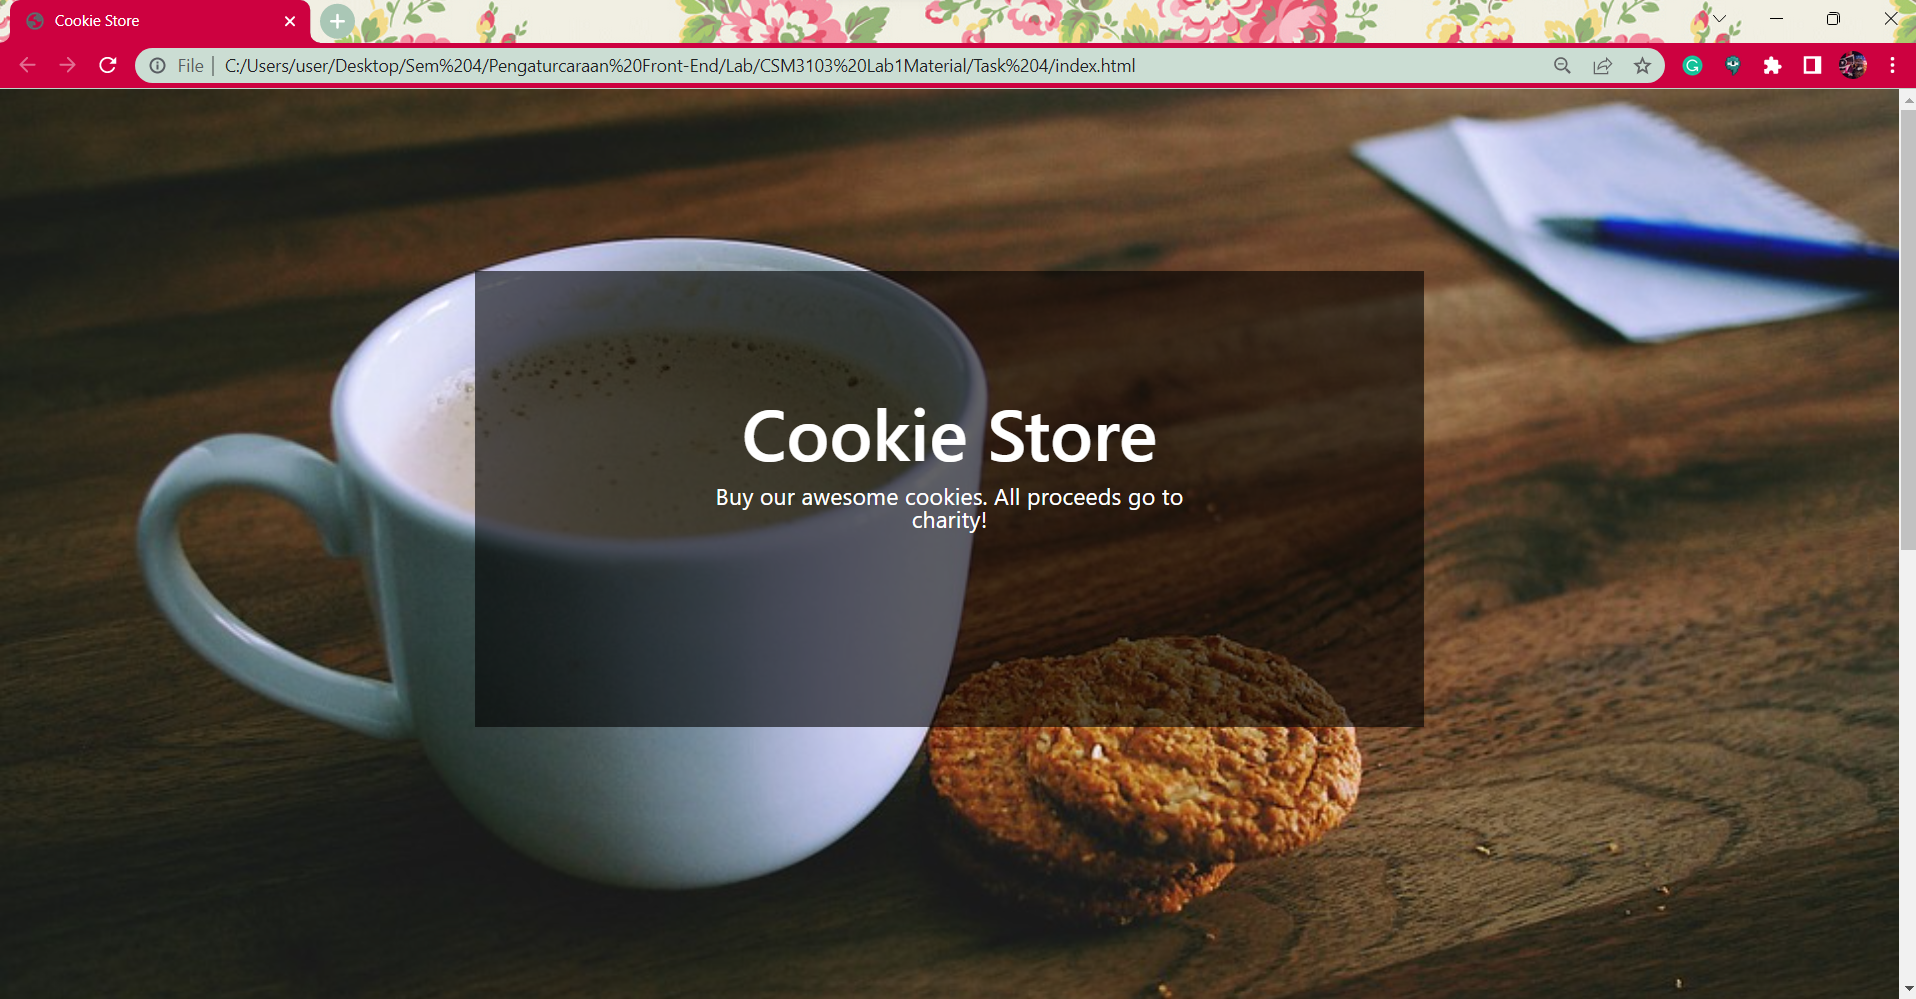 Cookie Store
File | C:/Users/user/Desktop/Sem%204/Pengaturcaraan%20Front-End/Lab/CSM3103%20Lab1Material/Task%204/index.html
Cookie Store
Buy our awesome cookies. All proceeds go to
charity!